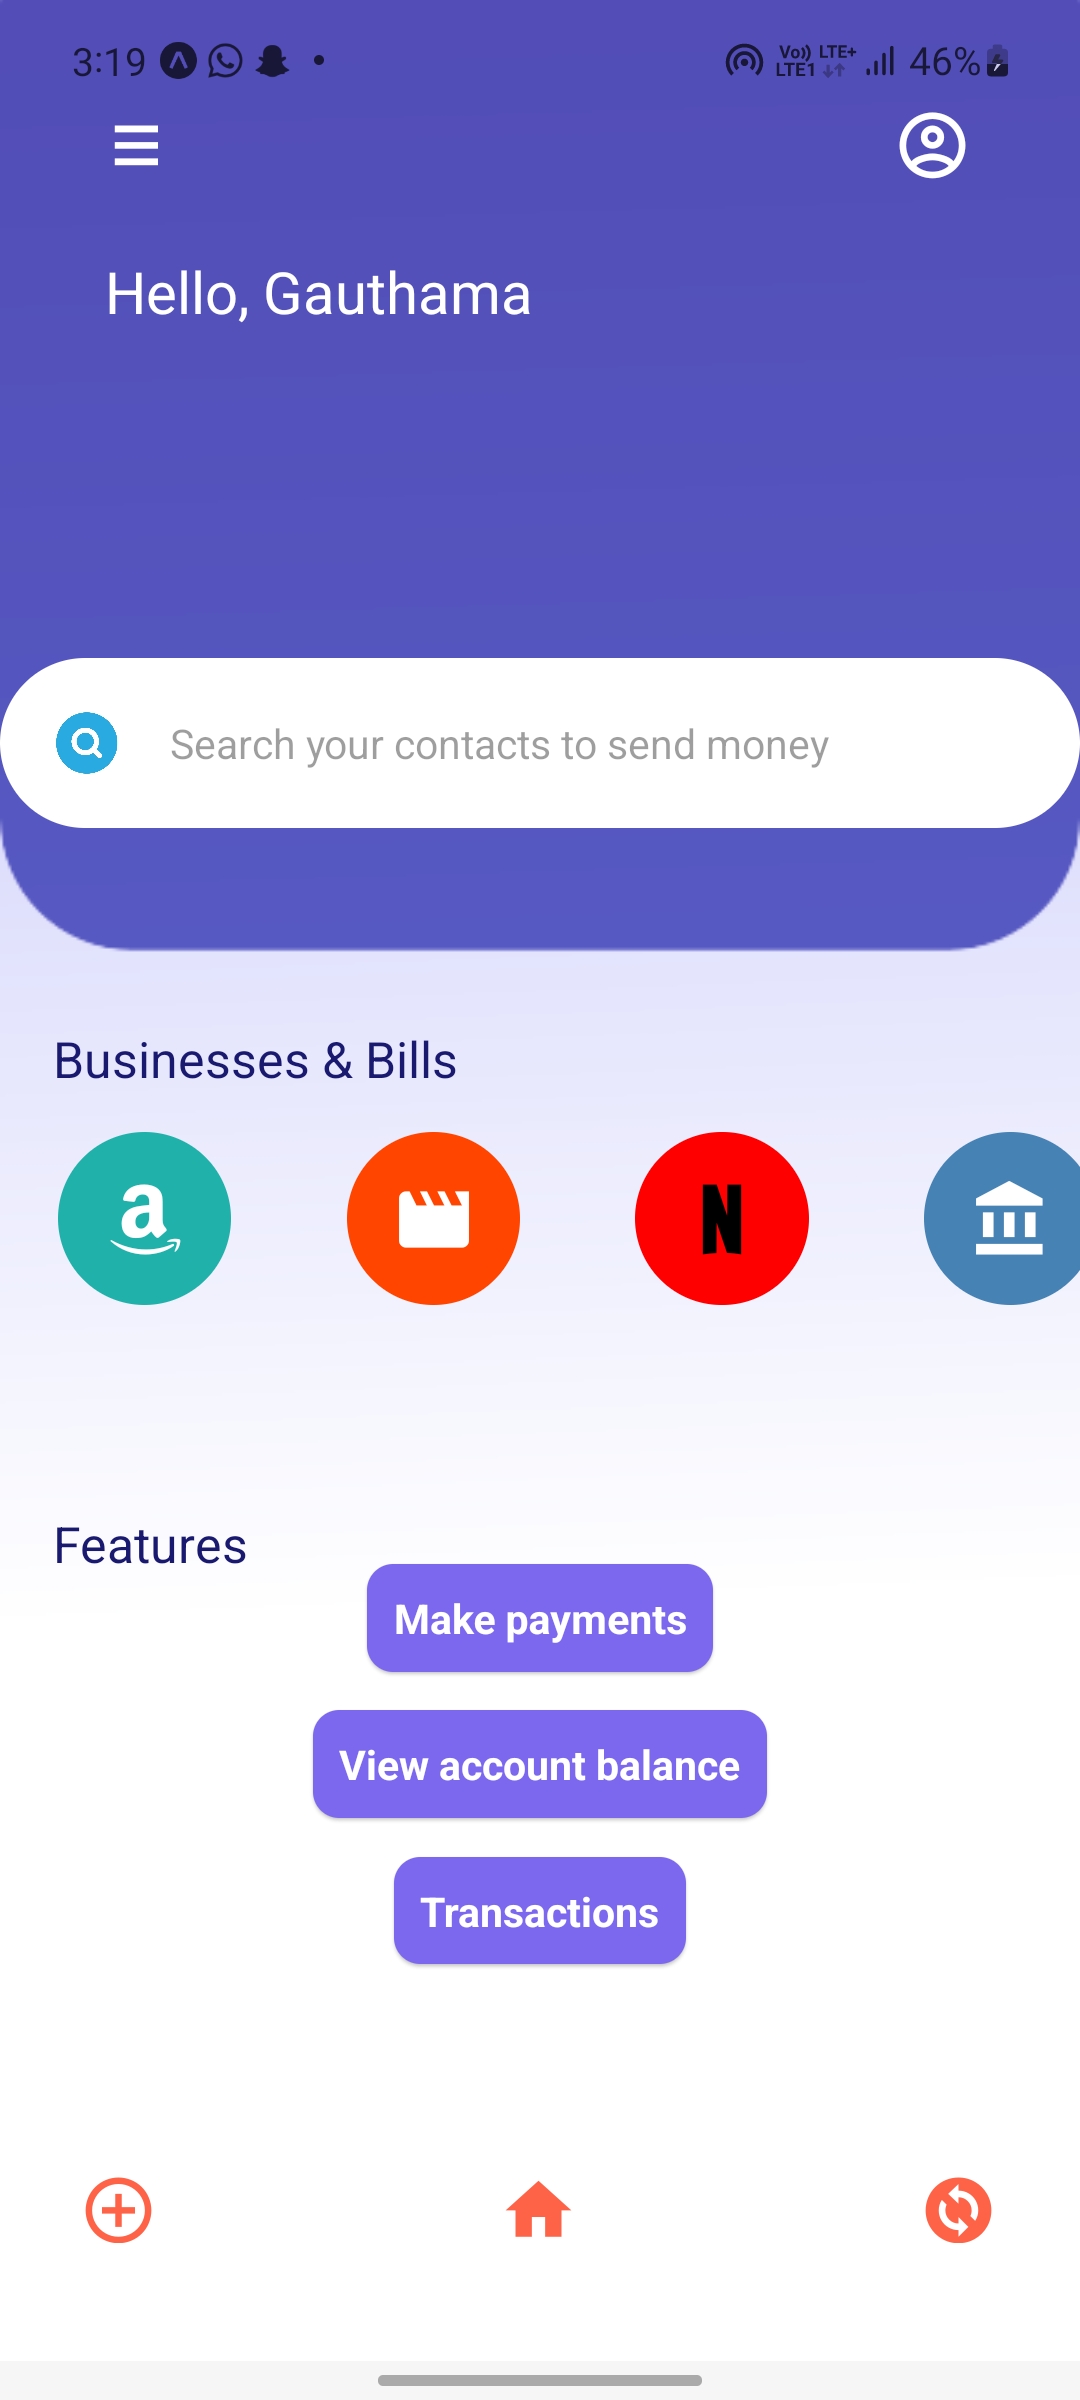 3:19
Vo)) LTE+
LTE1
46%
Hello, Gauthama
Search your contacts to send money
Businesses & Bills
a
N
Features
Make payments
View account balance
Transactions